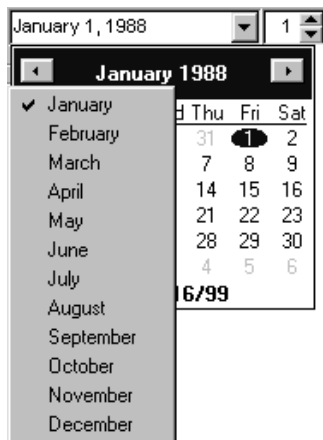 January 1, 1988 1
January 1988
January
February
March
April
May
June
July
August
September
October
November
December
d Thu Fri Sat
31 1 2
7 8 9
14 15 16
21 22 23
28 29 30
4 5 6
16/99